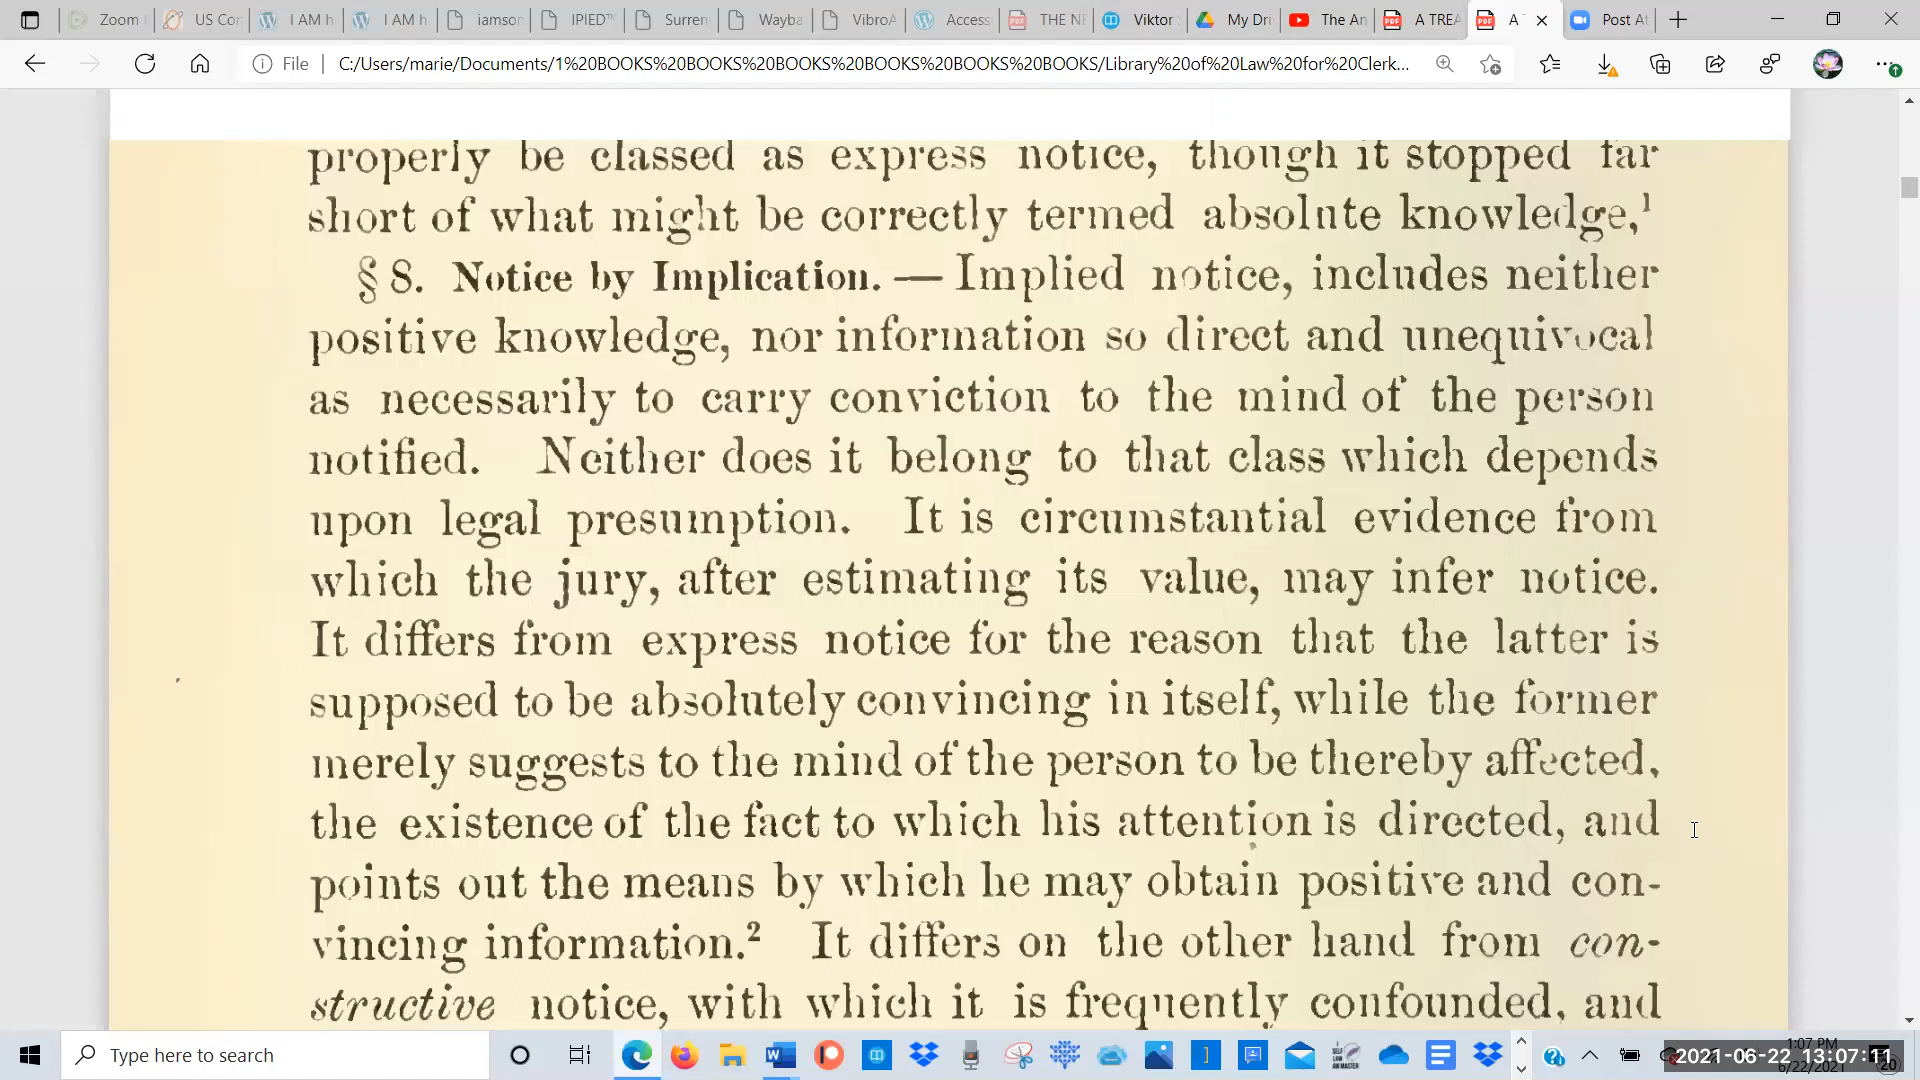 Zoom
US Cor
I AM h
I AM h
iamson
IPIED™
Surren
Wayba
VibroA
Access
THE NE
Viktor
My Dri
The An
A TREA
A
Post At
File
C:/Users/marie/Documents/1%20BOOKS%20BOOKS%20BOOKS%20BOOKS%20BOOKS%20BOOKS/Library%20of%20Law%20for%20Clerk...
properly be classed as express notice, though it stopped far
short of what might be correctly termed absolute knowledge,¹
§ 8. Notice by Implication. — Implied notice, includes neither
positive knowledge, nor information so direct and unequivocal
as necessarily to carry conviction to the mind of the person
notified. Neither does it belong to that class which depends
upon legal presumption. It is circumstantial evidence from
which the jury, after estimating its value, may infer notice.
It differs from express notice for the reason that the latter is
supposed to be absolutely convincing in itself, while the former
merely suggests to the mind of the person to be thereby affected,
the existence of the fact to which his attention is directed, and
points out the means by which he may obtain positive and con-
vincing information.² It differs on the other hand from con-
structive notice, with which it is frequently confounded, and
Type here to search
1:07 PM
2021-06-22 13:07:11
20